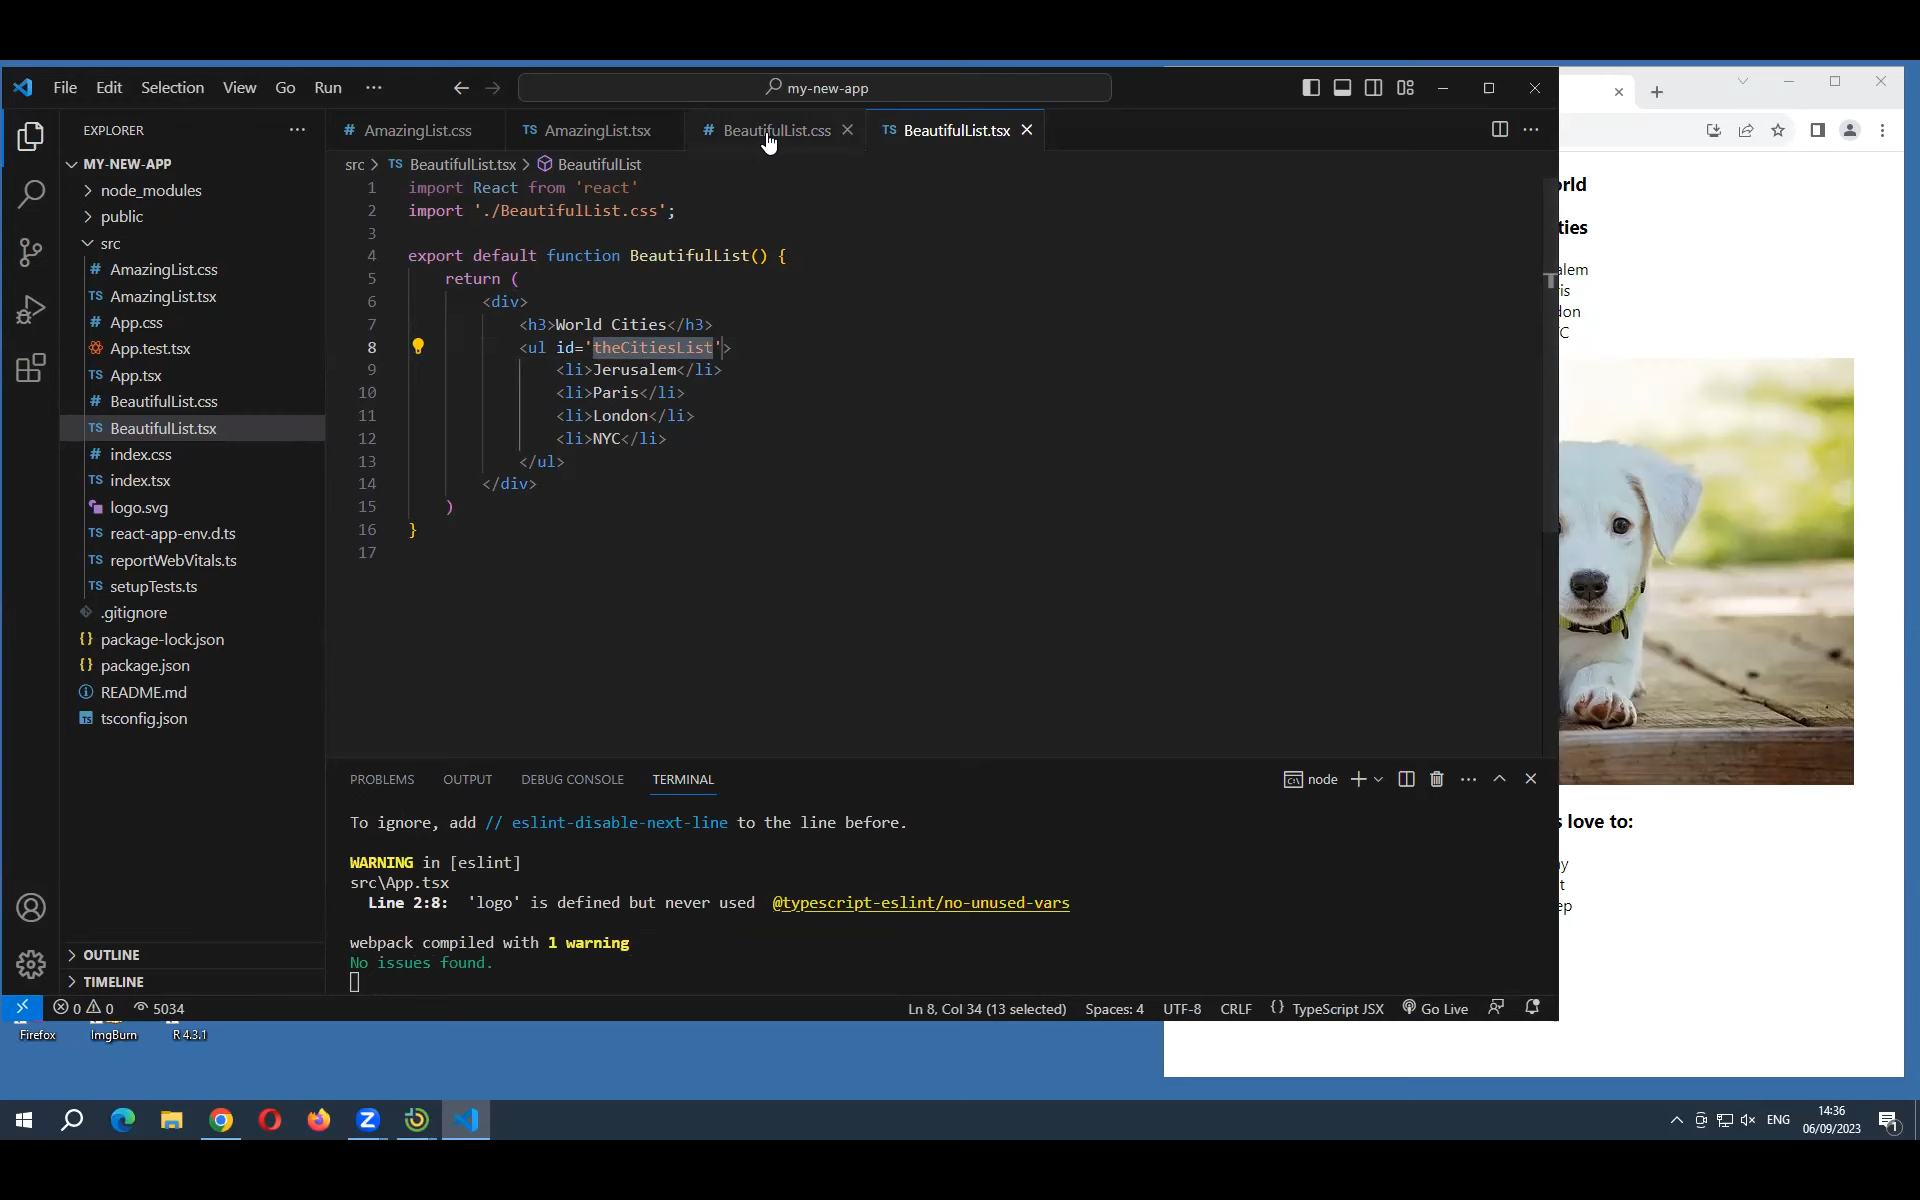 File Edit Selection View Go Run ··· my-new-app
EXPLORER
AmazingList.css AmazingList.tsx BeautifulList.css BeautifulList.tsx
src > BeautifulList.tsx > BeautifulList
MY-NEW-APP
node_modules
public
src
AmazingList.css
AmazingList.tsx
App.css
App.test.tsx
App.tsx
BeautifulList.css
BeautifulList.tsx
index.css
index.tsx
logo.svg
react-app-env.d.ts
reportWebVitals.ts
setupTests.ts
.gitignore
package-lock.json
package.json
README.md
tsconfig.json
OUTLINE
TIMELINE
1 import React from 'react'
2 import './BeautifulList.css';
3
4 export default function BeautifulList() {
5 return (
6 <div>
7 <h3>World Cities</h3>
8 <ul id='theCitiesList'>
9 <li>Jerusalem</li>
10 <li>Paris</li>
11 <li>London</li>
12 <li>NYC</li>
13 </ul>
14 </div>
15 )
16 }
17
PROBLEMS OUTPUT DEBUG CONSOLE TERMINAL node
To ignore, add // eslint-disable-next-line to the line before.
WARNING in [eslint]
src\App.tsx
Line 2:8: 'logo' is defined but never used @typescript-eslint/no-unused-vars
webpack compiled with 1 warning
No issues found.
0 0 5034 Ln 8, Col 34 (13 selected) Spaces: 4 UTF-8 CRLF {} TypeScript JSX Go Live
orld
ties
alem
ris
don
C
s love to:
ay
t
ep
Firefox ImgBurn R 4.3.1
ENG
14:36
06/09/2023
1